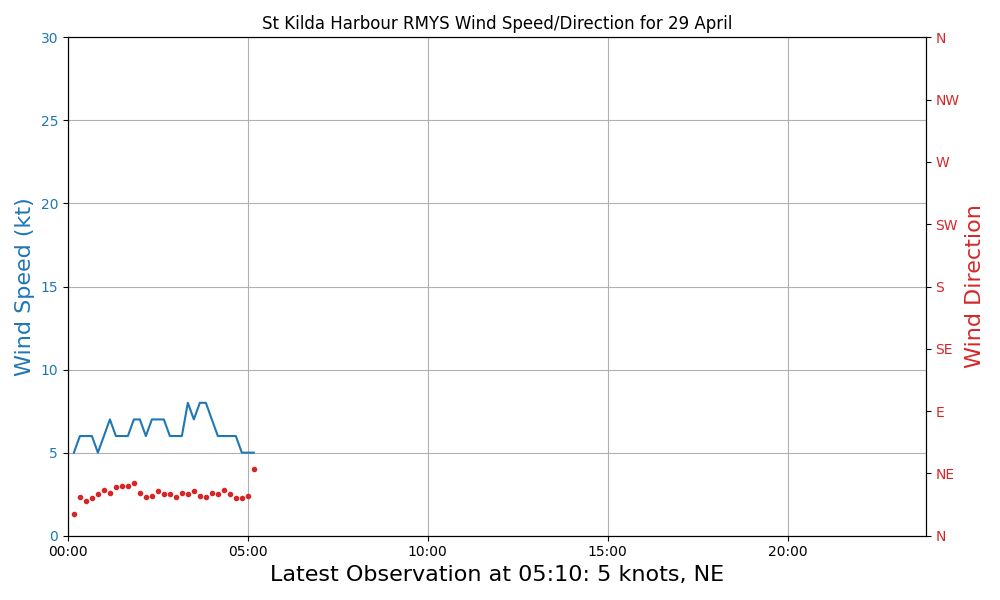 St Kilda Harbour RMYS Wind Speed/Direction for 29 April
Wind Speed (kt)
30
25
20
15
10
5
0
N
NW
W
SW
S
SE
E
NE
N
Wind Direction
00:00 05:00 10:00 15:00 20:00
Latest Observation at 05:10: 5 knots, NE